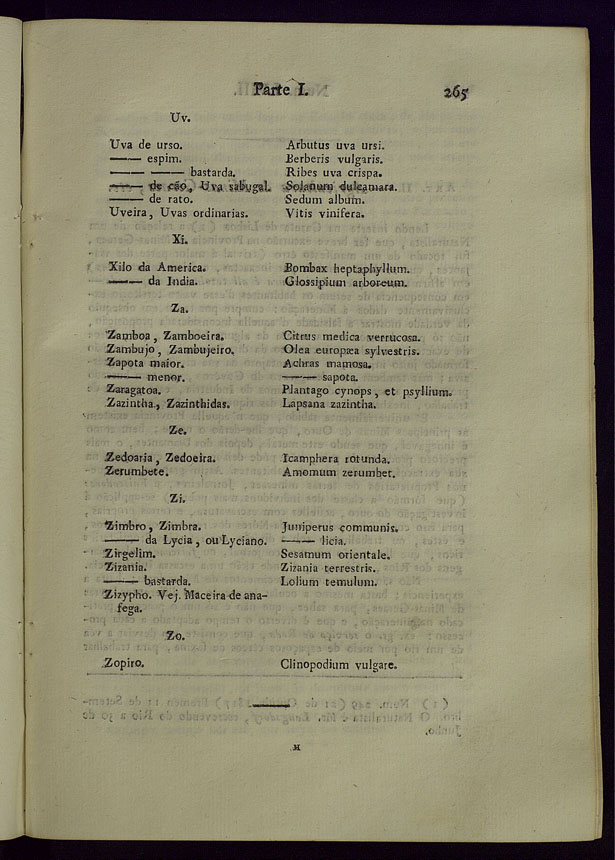 Parte I. 265
Uv.
Uva de urso. Arbutus uva ursi.
—— espim. Berberis vulgaris.
—— —— bastarda. Ribes uva crispa.
—— de cão, Uva sabugal. Solanum dulcamara.
—— de rato. Sedum album.
Uveira, Uvas ordinarias. Vitis vinifera.
Xi.
Xilo da America. Bombax heptaphyllum.
—— da India. Glossipium arboreum.
Za.
Zamboa, Zamboeira. Citrus medica verrucosa.
Zambujo, Zambujeiro. Olea europæa sylvestris.
Zapota maior. Achras mamosa.
—— menor. —— sapota.
Zaragatoa. Plantago cynops, et psyllium.
Zazintha, Zazinthidas. Lapsana zazintha.
Ze.
Zedoaria, Zedoeira. Icamphera rotunda.
Zerumbete. Amomum zerumbet.
Zi.
Zimbro, Zimbra. Juniperus communis.
—— da Lycia, ou Lyciano. —— licia.
Zirgelim. Sesamum orientale.
Zizania. Zizania terrestris.
—— bastarda. Lolium temulum.
Zizypho. Vej. Maceira de ana-
fega.
Zo.
Zopiro. Clinopodium vulgare.
M